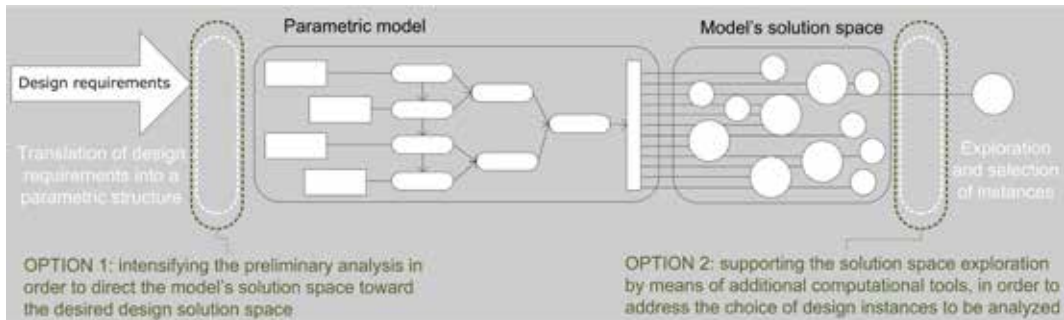 Parametric model
Model's solution space
Design requirements
Translation of design
requirements into a
parametric structure
Exploration
and selection
of instances
OPTION 1: intensifying the preliminary analysis in
order to direct the model's solution space toward
the desired design solution space
OPTION 2: supporting the solution space exploration
by means of additional computational tools, in order to
address the choice of design instances to be analyzed